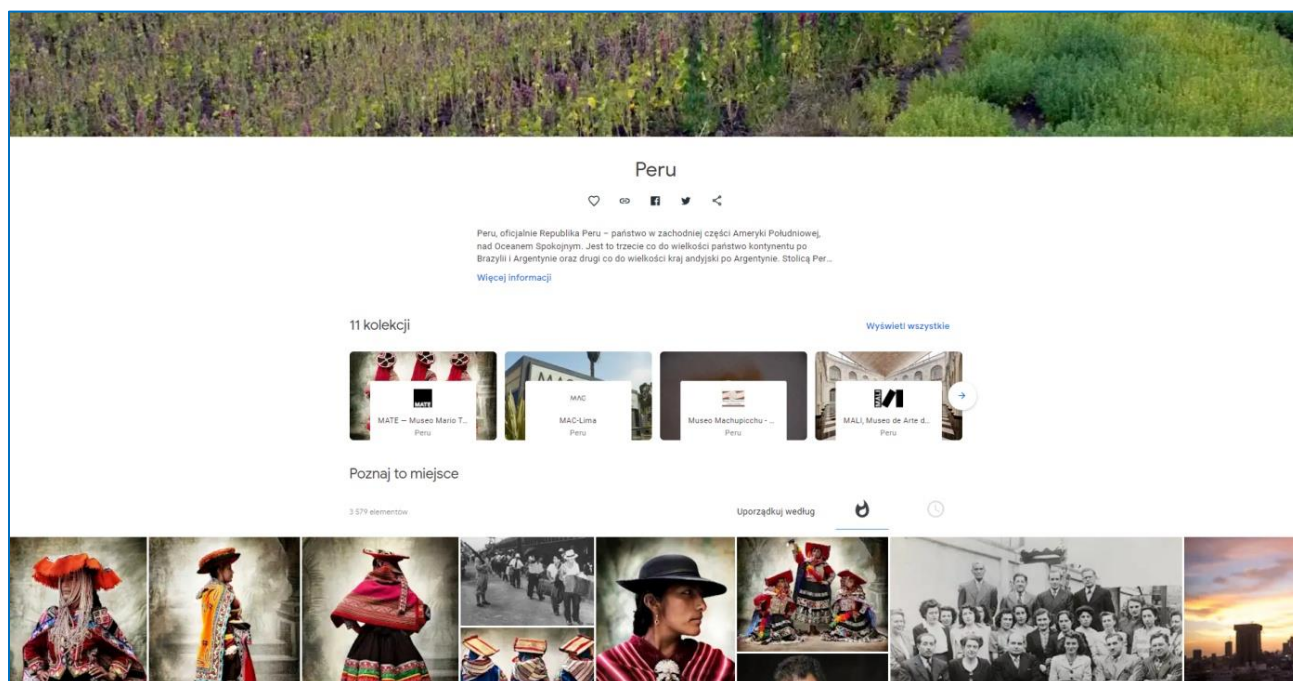 Peru
Peru, oficjalnie Republika Peru – państwo w zachodniej części Ameryki Południowej,
nad Oceanem Spokojnym. Jest to trzecie co do wielkości państwo kontynentu po
Brazylii i Argentynie oraz drugi co do wielkości kraj andyjski po Argentynie. Stolicą Per...
Więcej informacji
11 kolekcji
Wyświetl wszystkie
MATE
MATE — Museo Mario T...
Peru
MAC
MAC
MAC-Lima
Peru
Museo Machupicchu - ...
Peru
MALI
MALI, Museo de Arte d...
Peru
Poznaj to miejsce
3 579 elementów
Uporządkuj według